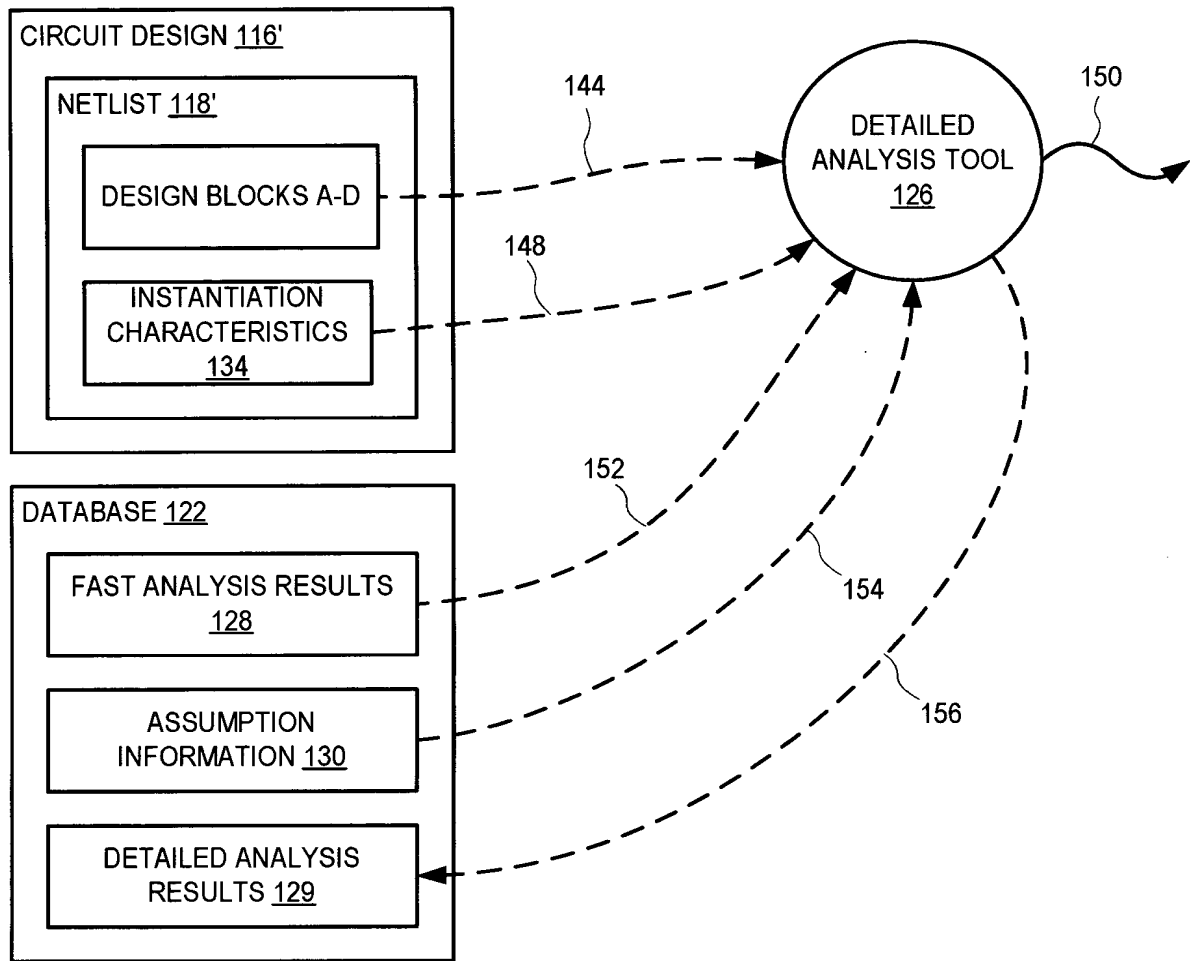 CIRCUIT DESIGN 116'
NETLIST 118'
DESIGN BLOCKS A-D
INSTANTIATION
CHARACTERISTICS
134
144
148
DETAILED
ANALYSIS TOOL
126
150
DATABASE 122
FAST ANALYSIS RESULTS
128
ASSUMPTION
INFORMATION 130
DETAILED ANALYSIS
RESULTS 129
152
154
156